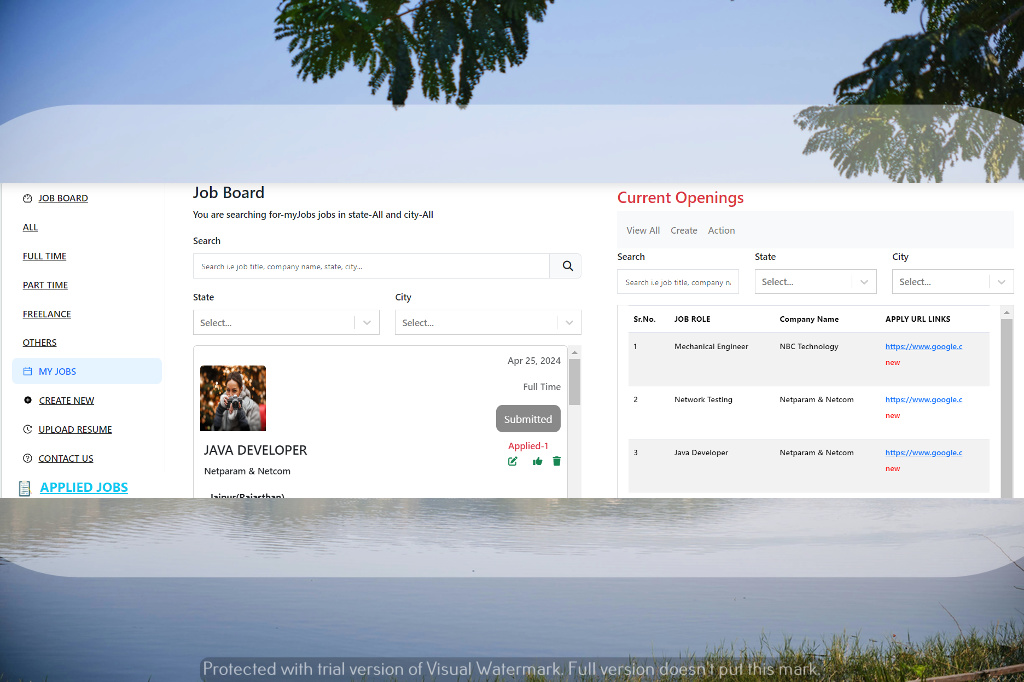 JOB BOARD
ALL
FULL TIME
PART TIME
FREELANCE
OTHERS
MY JOBS
CREATE NEW
UPLOAD RESUME
CONTACT US
APPLIED JOBS
Job Board
You are searching for-myJobs jobs in state-All and city-All
Search
Search i.e job title, company name, state, city...
State City
Select... Select...
Apr 25, 2024
Full Time
Submitted
Applied-1
JAVA DEVELOPER
Netparam & Netcom
Jaipur(Rajasthan)
Current Openings
View All Create Action
Search State City
Search i.e job title, company n Select... Select...
Sr.No. JOB ROLE Company Name APPLY URL LINKS
1 Mechanical Engineer NBC Technology https://www.google.c
new
2 Network Testing Netparam & Netcom https://www.google.c
new
3 Java Developer Netparam & Netcom https://www.google.c
new
Protected with trial version of Visual Watermark. Full version doesn't put this mark.